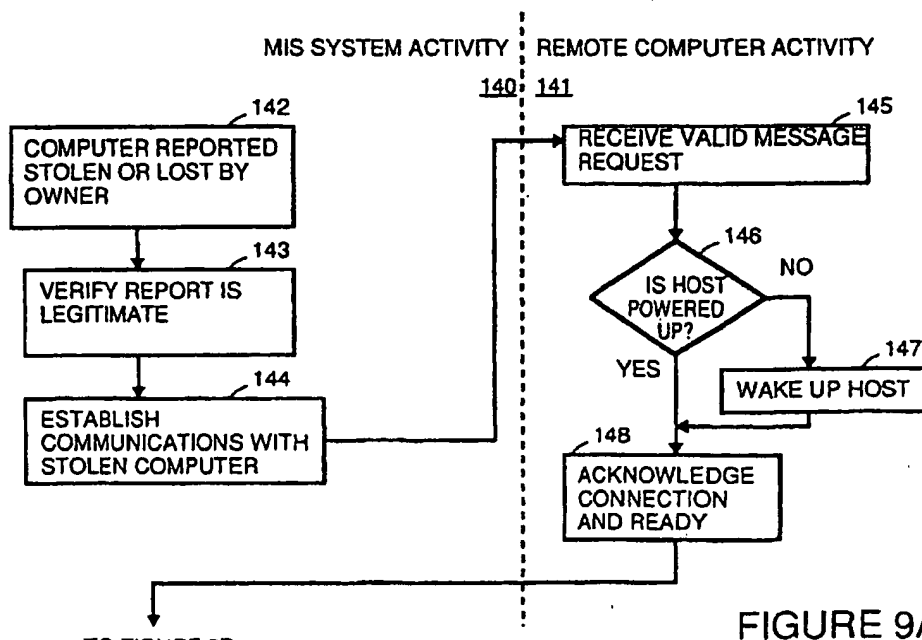 MIS SYSTEM ACTIVITY
REMOTE COMPUTER ACTIVITY
140
141
142
COMPUTER REPORTED
STOLEN OR LOST BY
OWNER
143
VERIFY REPORT IS
LEGITIMATE
144
ESTABLISH
COMMUNICATIONS WITH
STOLEN COMPUTER
145
RECEIVE VALID MESSAGE
REQUEST
146
IS HOST
POWERED
UP?
NO
YES
147
WAKE UP HOST
148
ACKNOWLEDGE
CONNECTION
AND READY
FIGURE 9A